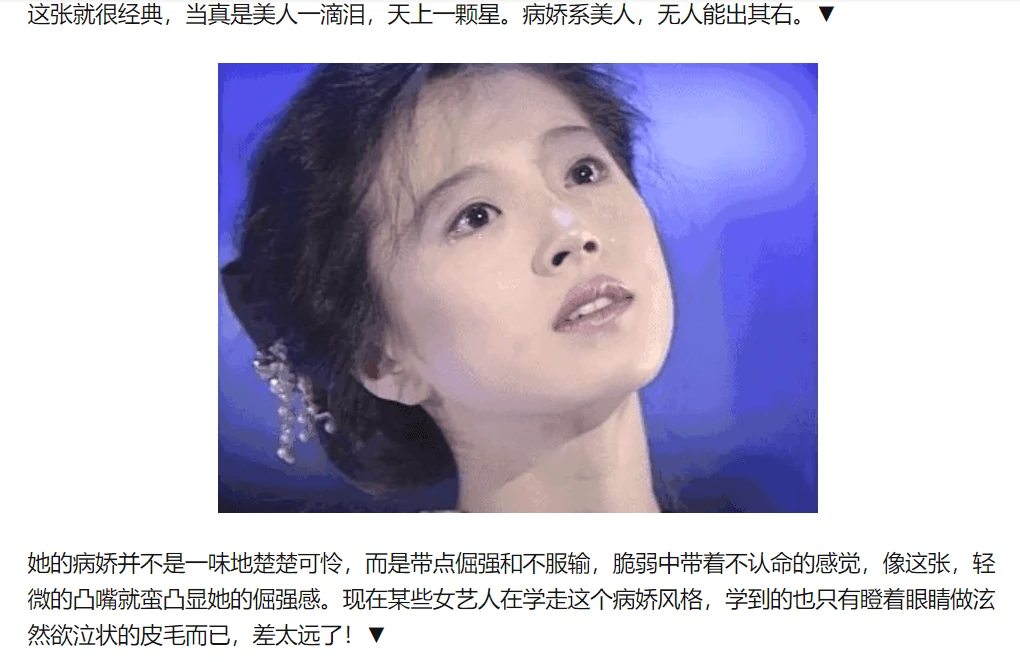 这张就很经典，当真是美人一滴泪，天上一颗星。病娇系美人，无人能出其右。▼
她的病娇并不是一味地楚楚可怜，而是带点倔强和不服输，脆弱中带着不认命的感觉，像这张，轻
微的凸嘴就蛮凸显她的倔强感。现在某些女艺人在学走这个病娇风格，学到的也只有瞪着眼睛做泫
然欲泣状的皮毛而已，差太远了！▼